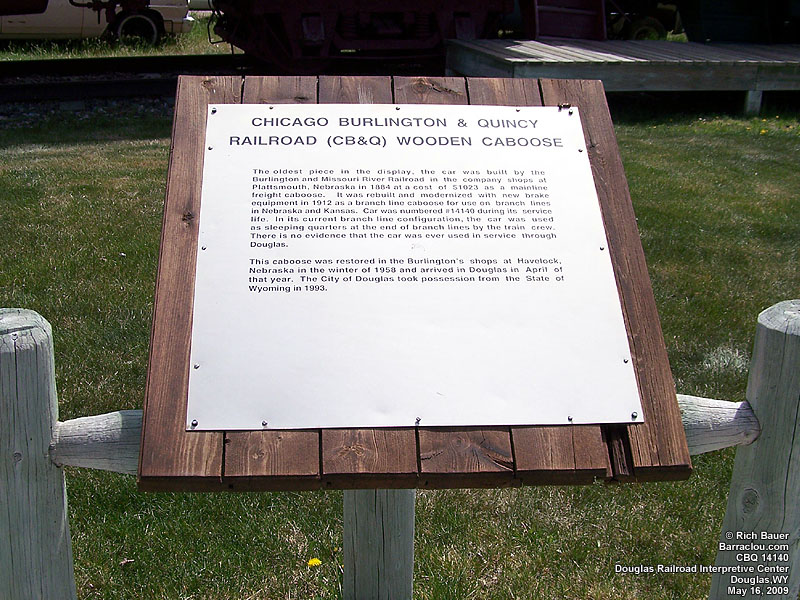 CHICAGO BURLINGTON & QUINCY
RAILROAD (CB&Q) WOODEN CABOOSE
The oldest piece in the display, the car was built by the
Burlington and Missouri River Railroad in the company shops at
Plattsmouth, Nebraska in 1884 at a cost of $1623 as a mainline
freight caboose. It was rebuilt and modernized with new brake
equipment in 1912 as a branch line caboose for use on branch lines
in Nebraska and Kansas. Car was numbered #14140 during its service
life. In its current branch line configuration, the car was used
as sleeping quarters at the end of branch lines by the train crew.
There is no evidence that the car was ever used in service through
Douglas.
This caboose was restored in the Burlington's shops at Havelock,
Nebraska in the winter of 1958 and arrived in Douglas in April of
that year. The City of Douglas took possession from the State of
Wyoming in 1993.
© Rich Bauer
Barraclou.com
CBQ 14140
Douglas Railroad Interpretive Center
Douglas,WY
May 16, 2009